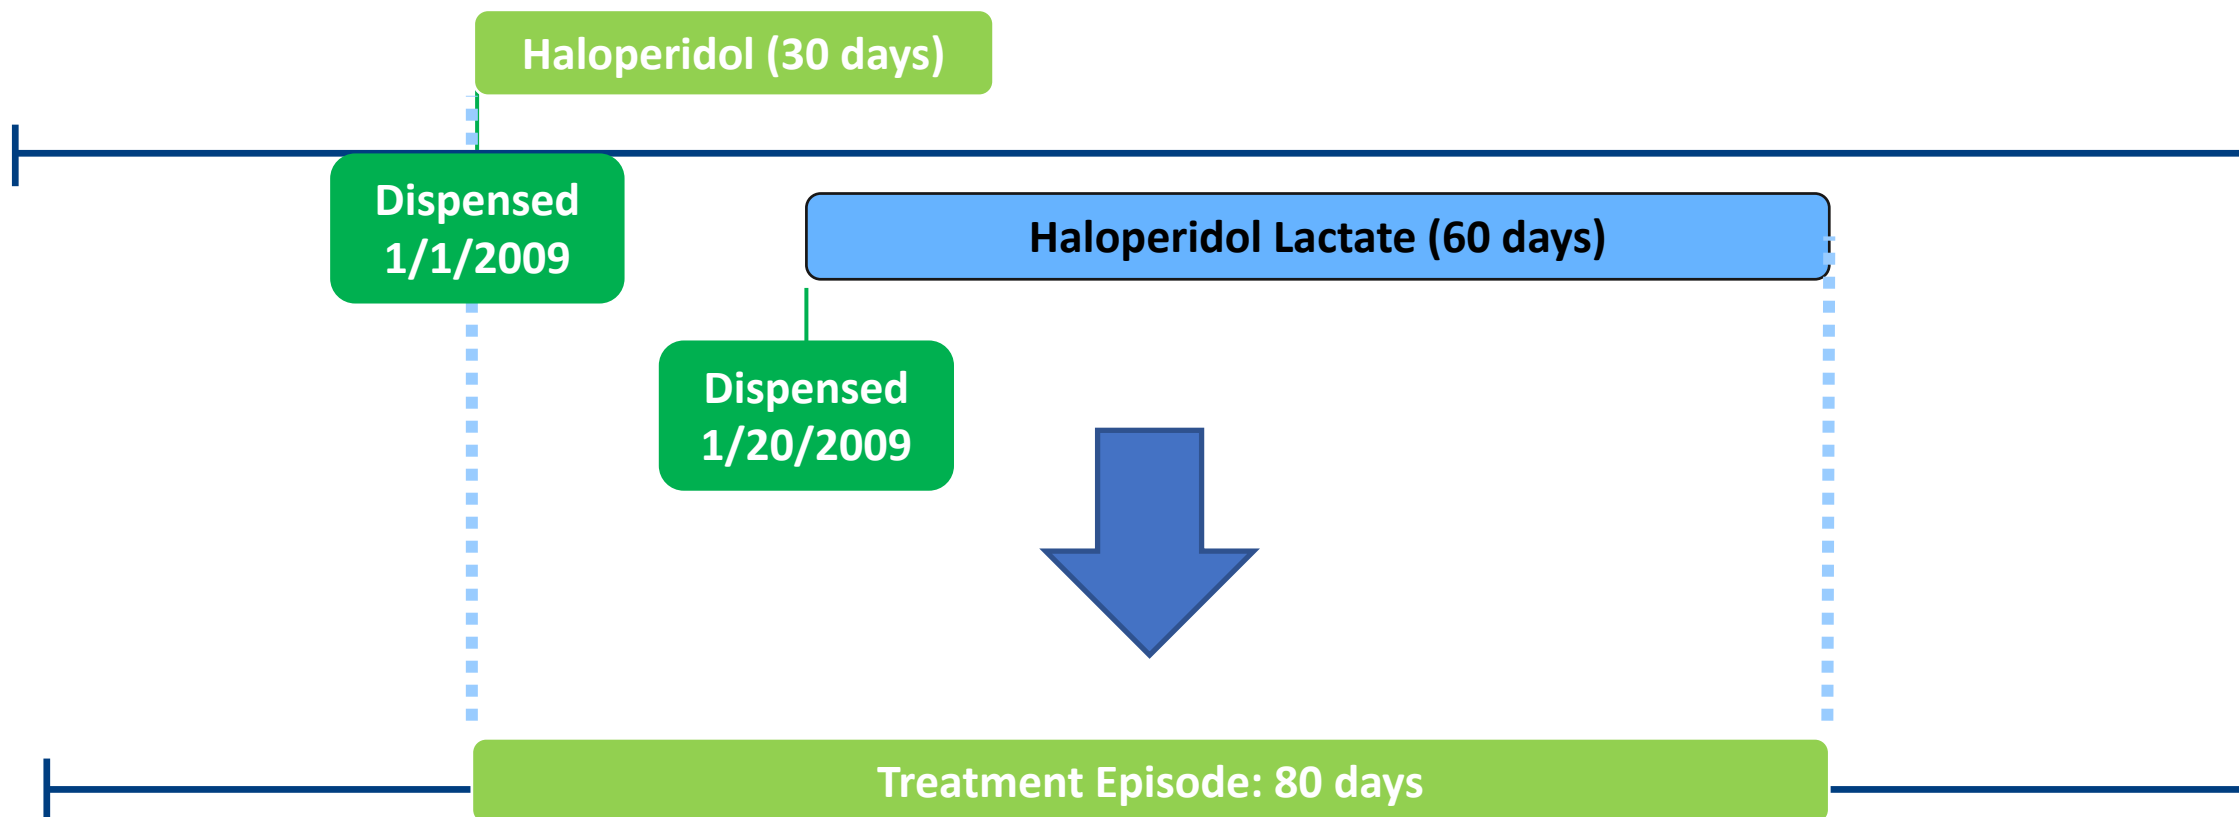 Haloperidol (30 days)
Dispensed
1/1/2009
Haloperidol Lactate (60 days)
Dispensed
1/20/2009
Treatment Episode: 80 days